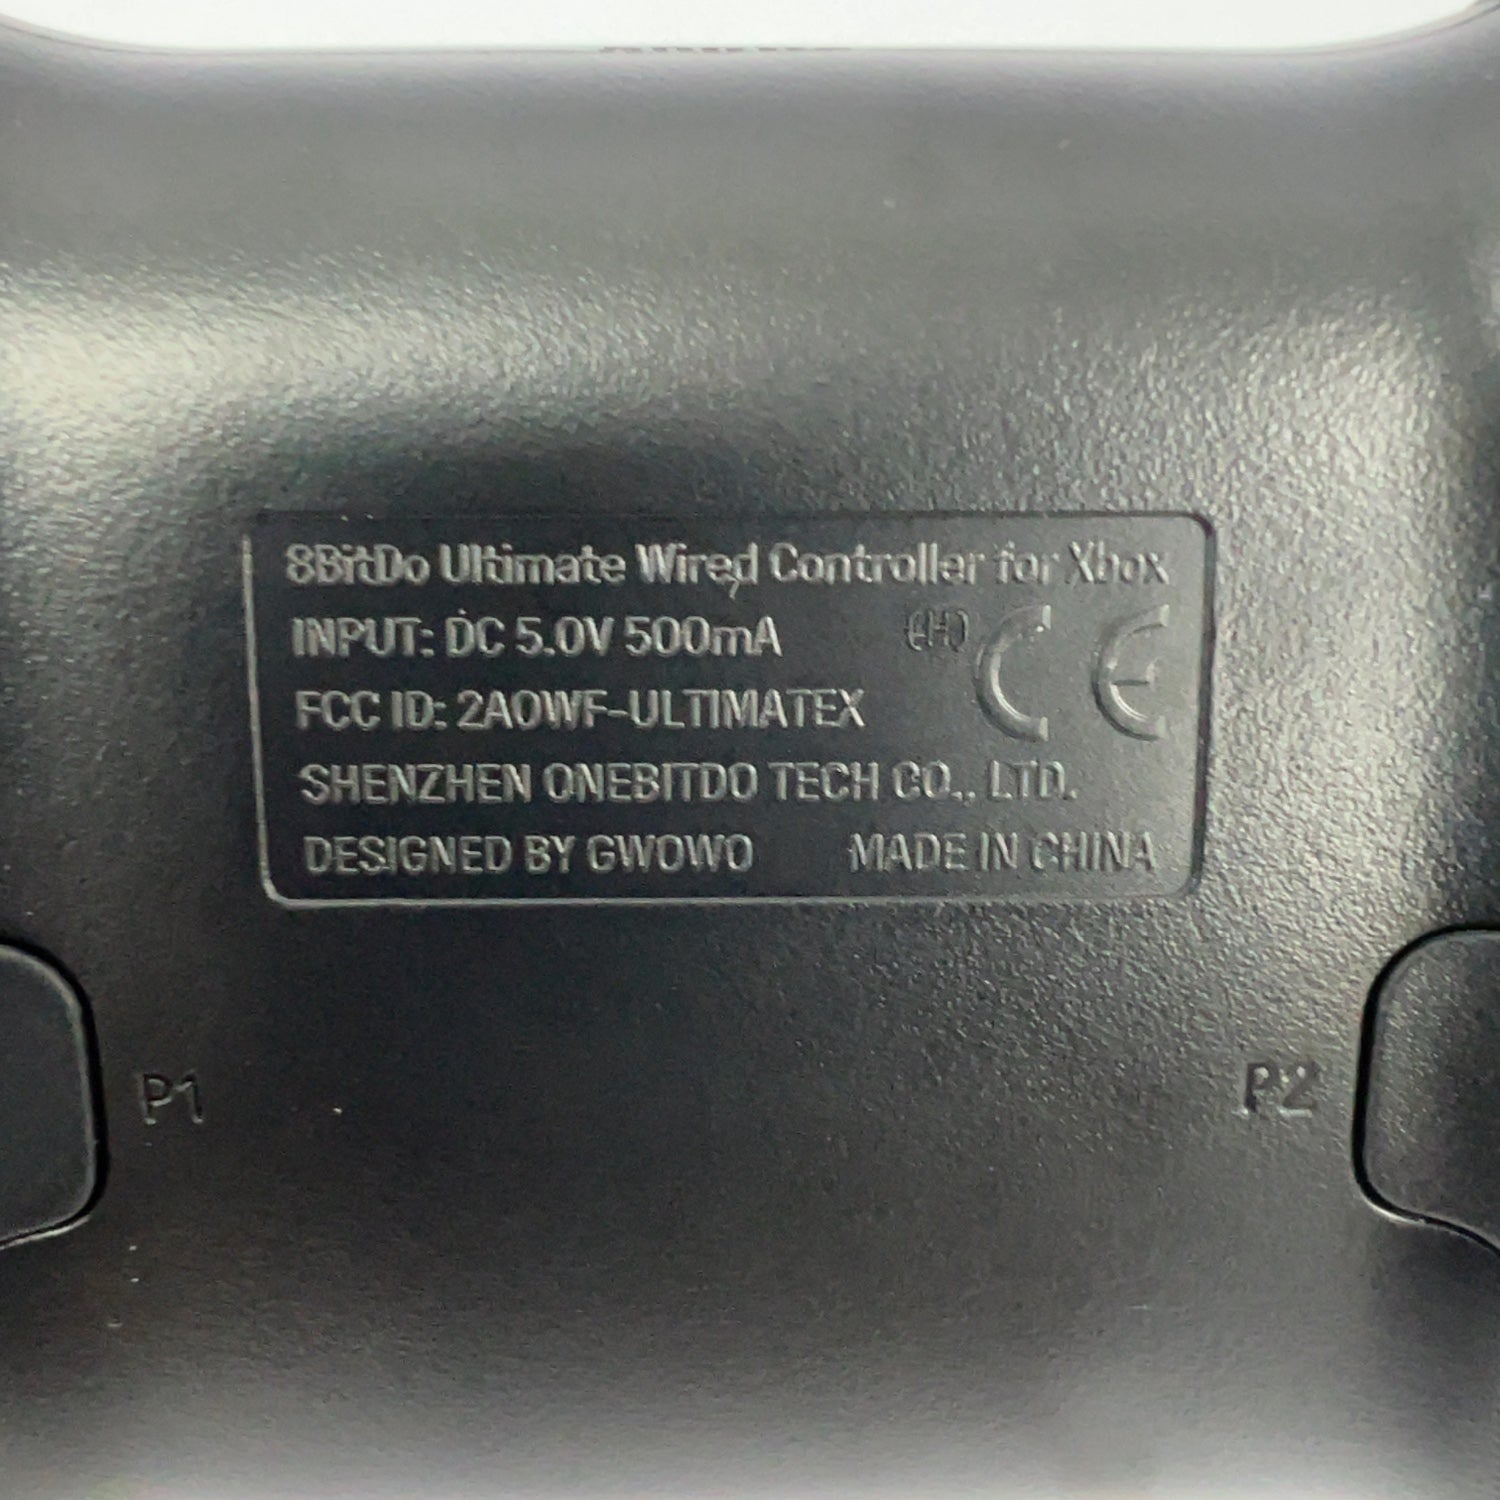 8BitDo Ultimate Wired Controller for Xbox
INPUT: DC 5.0V 500mA CE
FCC ID: 2AOWF-ULTIMATEX
SHENZHEN ONEBITDO TECH CO., LTD.
DESIGNED BY GWOWO MADE IN CHINA
P1 P2